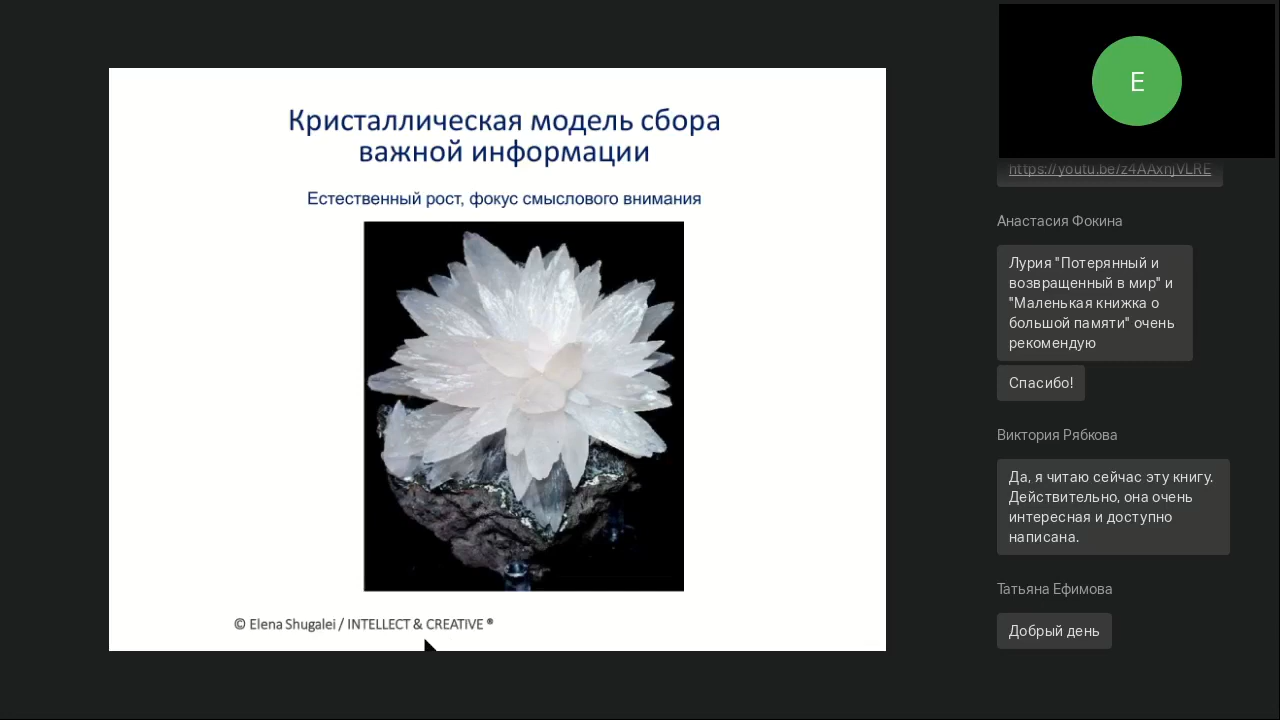 Кристаллическая модель сбора
важной информации
Естественный рост, фокус смыслового внимания
© Elena Shugalei / INTELLECT & CREATIVE ®
E
https://youtu.be/z4AAxnjVLRE
Анастасия Фокина
Лурия "Потерянный и
возвращенный в мир" и
"Маленькая книжка о
большой памяти" очень
рекомендую
Спасибо!
Виктория Рябкова
Да, я читаю сейчас эту книгу.
Действительно, она очень
интересная и доступно
написана.
Татьяна Ефимова
Добрый день